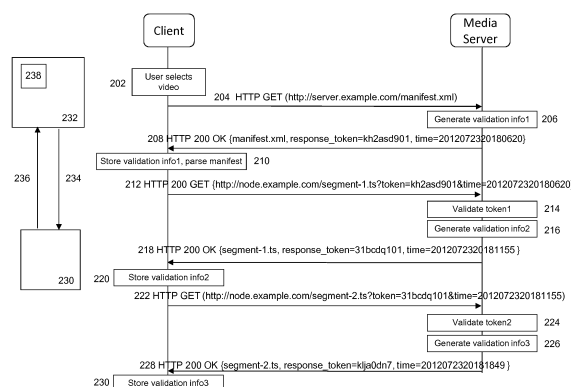 Client
Media
Server
238
232
236
234
230
202
User selects
video
204 HTTP GET (http://server.example.com/manifest.xml)
Generate validation info1
206
208 HTTP 200 OK {manifest.xml, response_token=kh2asd901, time=2012072320180620}
Store validation info1, parse manifest
210
212 HTTP 200 GET {http://node.example.com/segment-1.ts?token=kh2asd901&time=2012072320180620
Validate token1
214
Generate validation info2
216
218 HTTP 200 OK {segment-1.ts, response_token=31bcdq101, time=2012072320181155 }
220
Store validation info2
222 HTTP GET (http://node.example.com/segment-2.ts?token=31bcdq101&time=2012072320181155)
Validate token2
224
Generate validation info3
226
228 HTTP 200 OK {segment-2.ts, response_token=klja0dn7, time=2012072320181849 }
230
Store validation info3